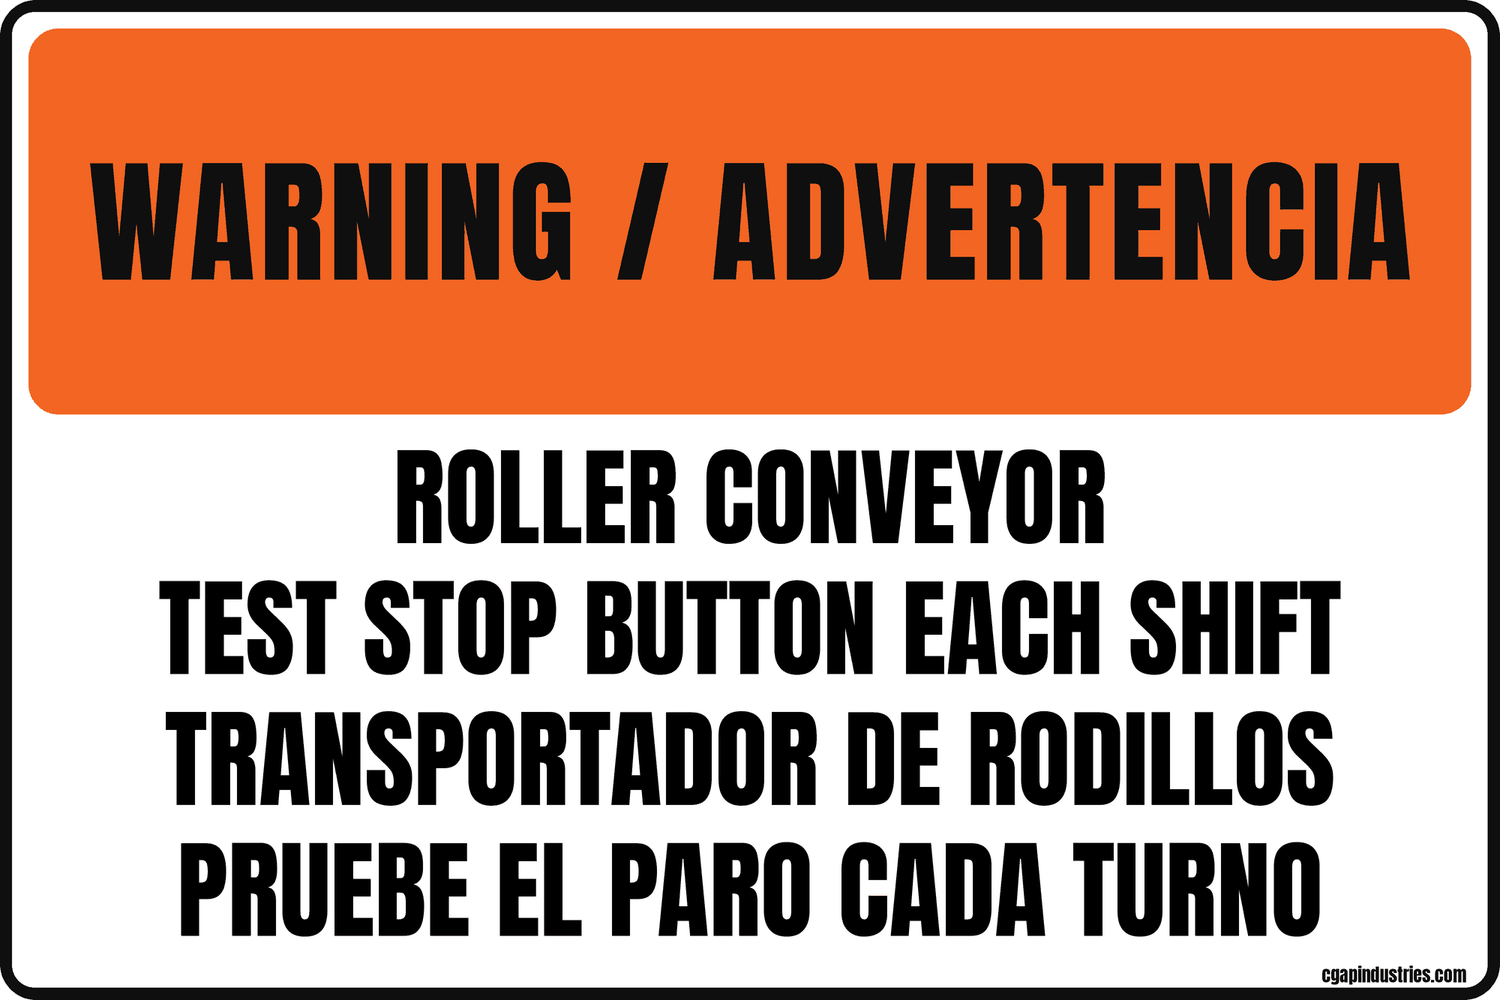 WARNING / ADVERTENCIA
ROLLER CONVEYOR
TEST STOP BUTTON EACH SHIFT
TRANSPORTADOR DE RODILLOS
PRUEBE EL PARO CADA TURNO
cgapindustries.com